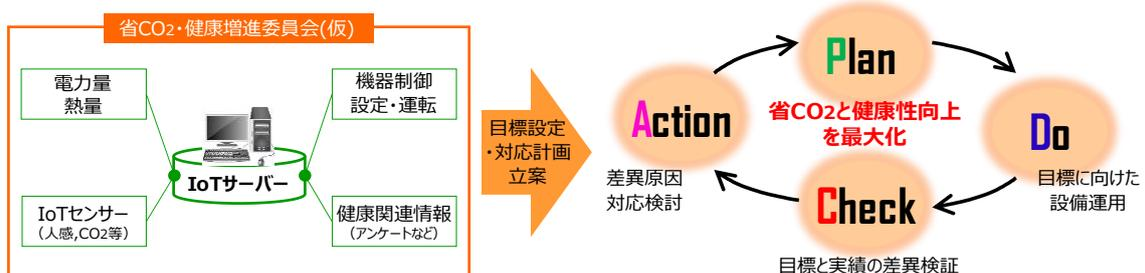 省CO2・健康増進委員会(仮)
電力量
熱量
機器制御
設定・運転
IoTサーバー
IoTセンサー
（人感,CO2等）
健康関連情報
（アンケートなど）
目標設定
・対応計画
立案
Plan
Action
省CO2と健康性向上
を最大化
Do
差異原因
対応検討
Check
目標に向けた
設備運用
目標と実績の差異検証